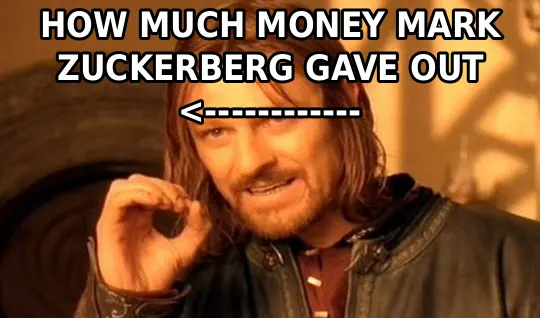 HOW MUCH MONEY MARK
ZUCKERBERG GAVE OUT
<------------